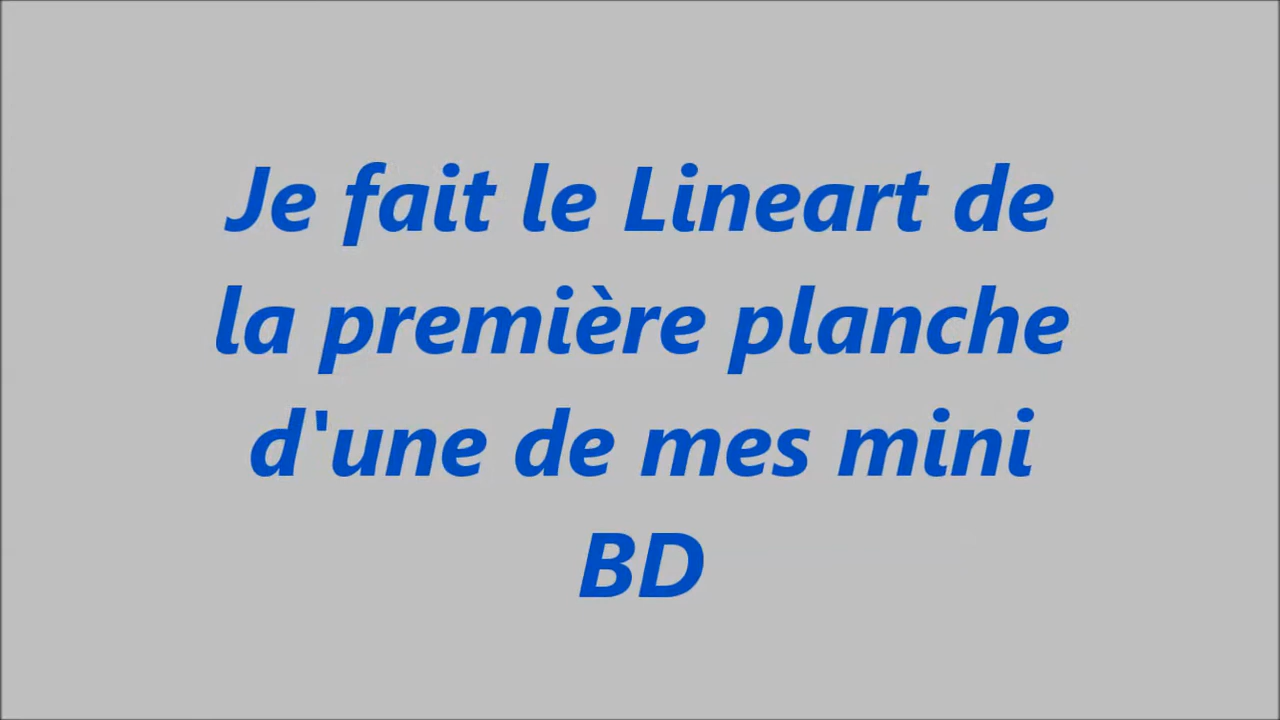 Je fait le Lineart de
la première planche
d'une de mes mini
BD